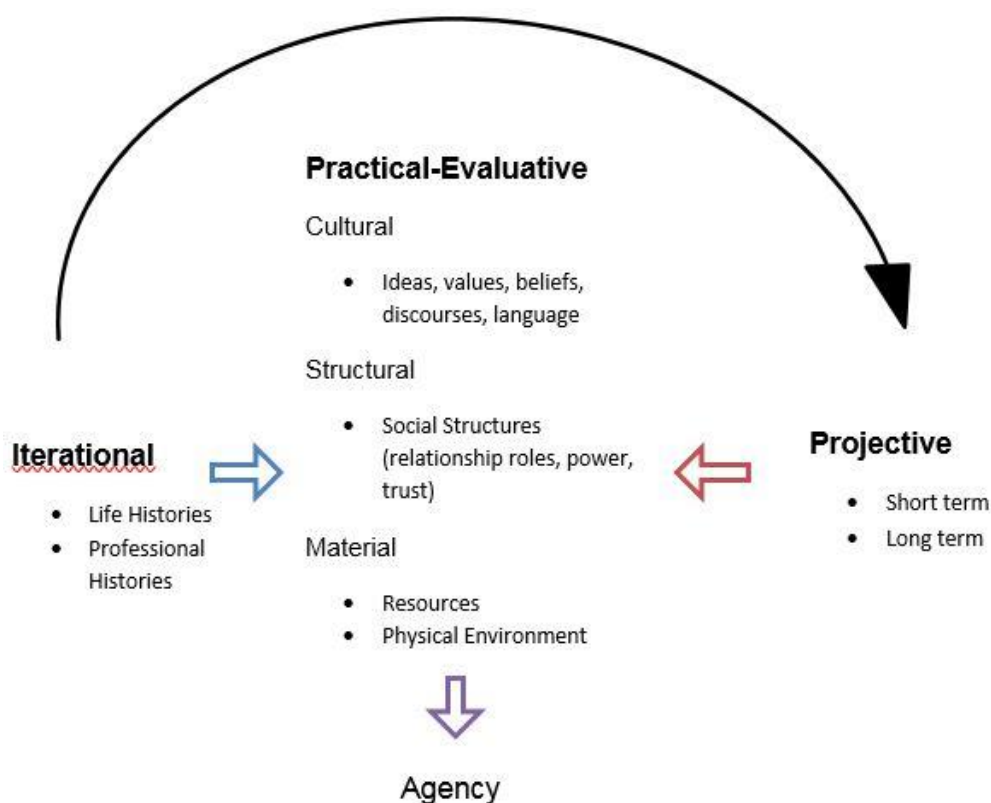 Practical-Evaluative
Cultural
• Ideas, values, beliefs,
discourses, language
Structural
• Social Structures
(relationship roles, power,
trust)
Material
• Resources
• Physical Environment
Iterational
• Life Histories
• Professional
Histories
Projective
• Short term
• Long term
Agency